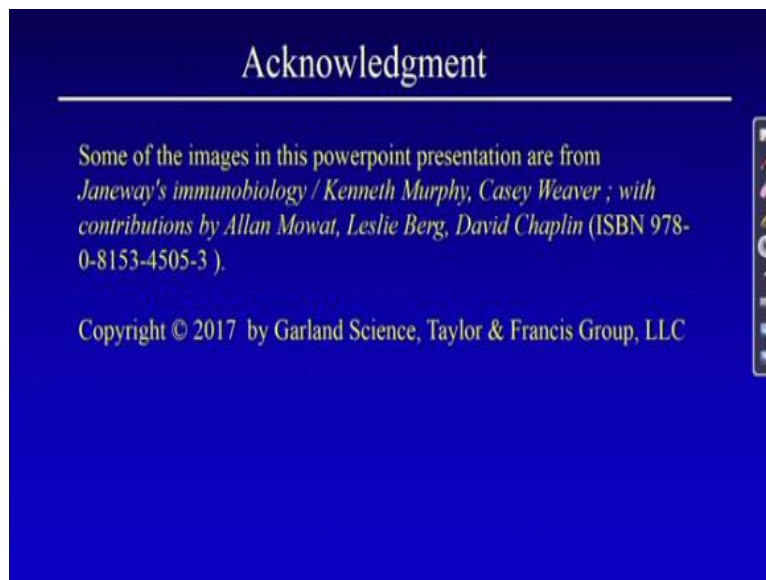 Acknowledgment
Some of the images in this powerpoint presentation are from
Janeway's immunobiology / Kenneth Murphy, Casey Weaver ; with
contributions by Allan Mowat, Leslie Berg, David Chaplin (ISBN 978-
0-8153-4505-3 ).
Copyright © 2017 by Garland Science, Taylor & Francis Group, LLC